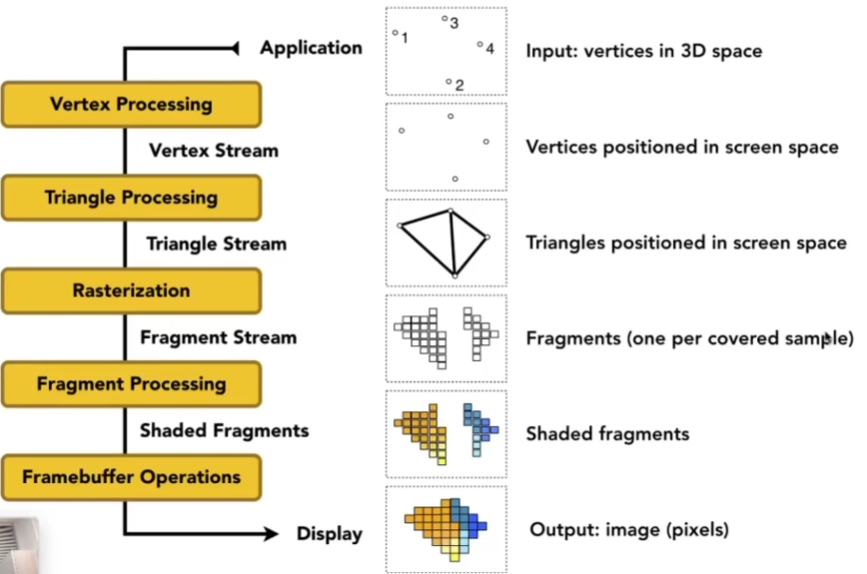 Application
1
3
4
2
Input: vertices in 3D space
Vertex Processing
Vertex Stream
Vertices positioned in screen space
Triangle Processing
Triangle Stream
Triangles positioned in screen space
Rasterization
Fragment Stream
Fragments (one per covered sample)
Fragment Processing
Shaded Fragments
Shaded fragments
Framebuffer Operations
Display
Output: image (pixels)